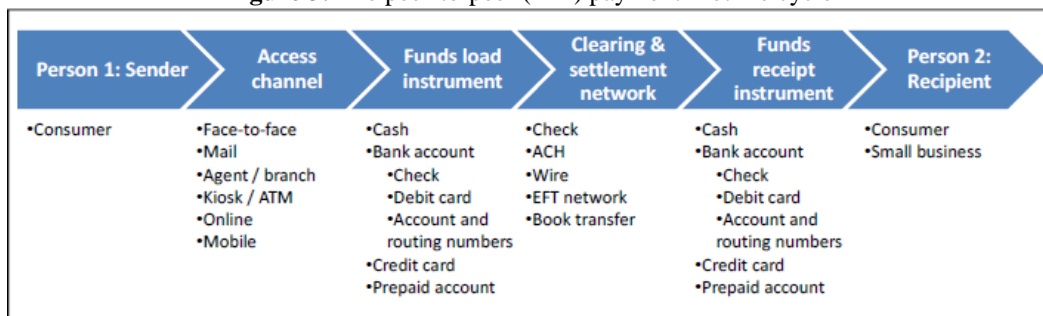 Person 1: Sender
Access
channel
Funds load
instrument
Clearing &
settlement
network
Funds
receipt
instrument
Person 2:
Recipient
•Consumer
•Face-to-face
•Mail
•Agent / branch
•Kiosk / ATM
•Online
•Mobile
•Cash
•Bank account
•Check
•Debit card
•Account and
routing numbers
•Credit card
•Prepaid account
•Check
•ACH
•Wire
•EFT network
•Book transfer
•Cash
•Bank account
•Check
•Debit card
•Account and
routing numbers
•Credit card
•Prepaid account
•Consumer
•Small business